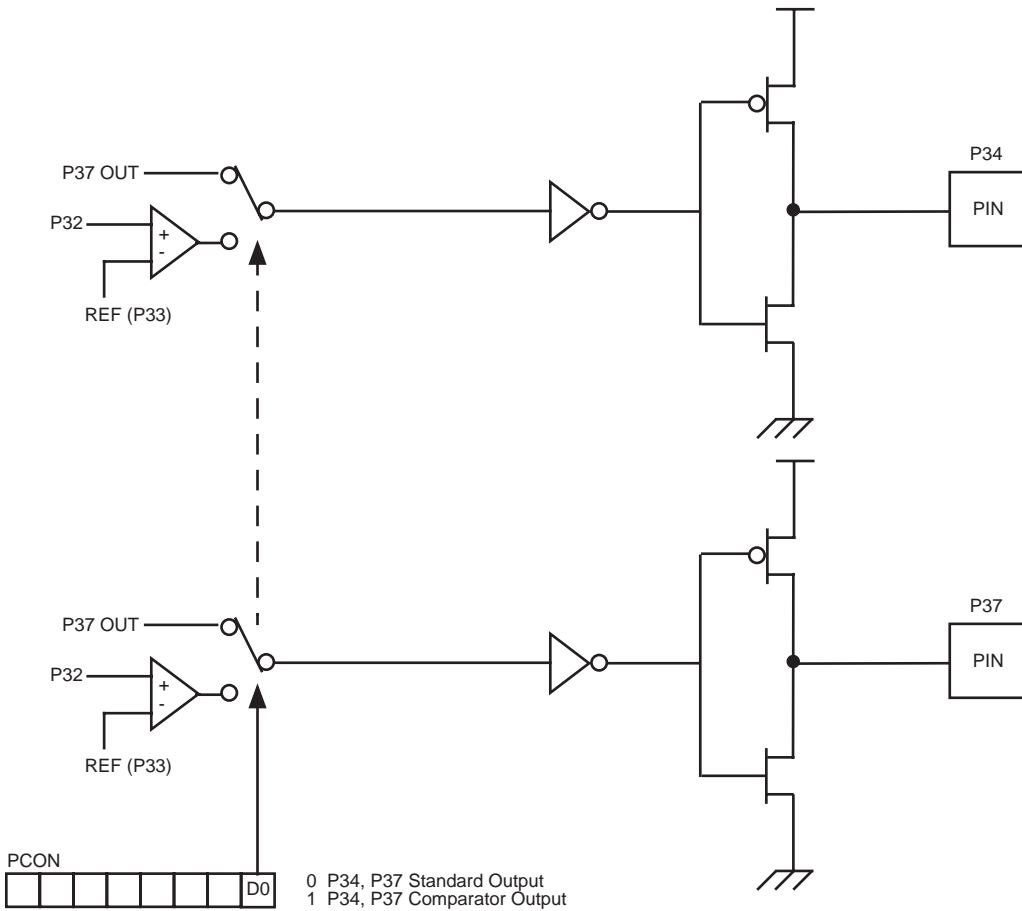 P34
P37 OUT
P32
+
-
PIN
REF (P33)
P37
P37 OUT
P32
+
-
PIN
REF (P33)
PCON
D0
0 P34, P37 Standard Output
1 P34, P37 Comparator Output